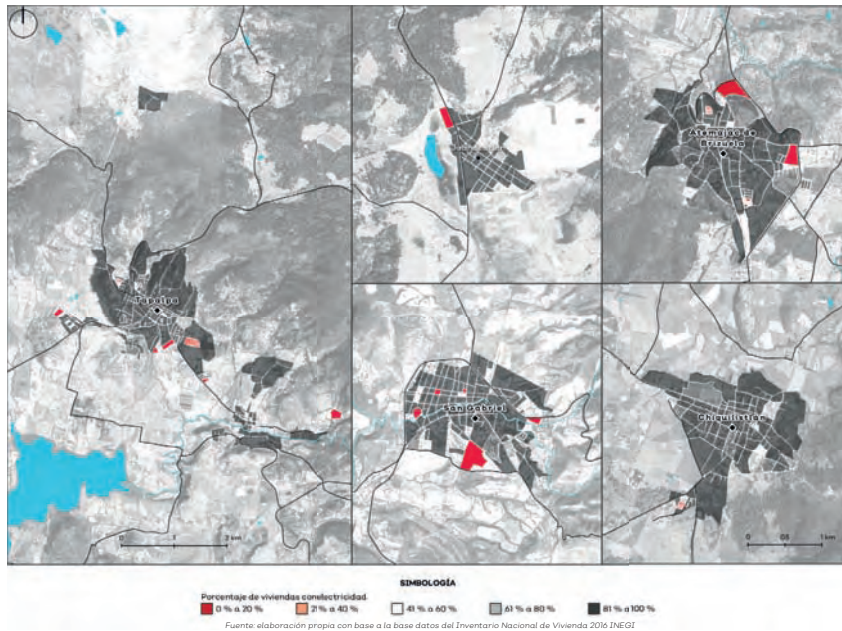 Tapalpa
Atemajac de
Brizuela
San Gabriel
Chiquilistlán
0 1 2 km
0 0.5 1 km
SIMBOLOGÍA
Porcentaje de viviendas conelectricidad
0 % a 20 %
21 % a 40 %
41 % a 60 %
61 % a 80 %
81 % a 100 %
Fuente: elaboración propia con base a la base datos del Inventario Nacional de Vivienda 2016 INEGI